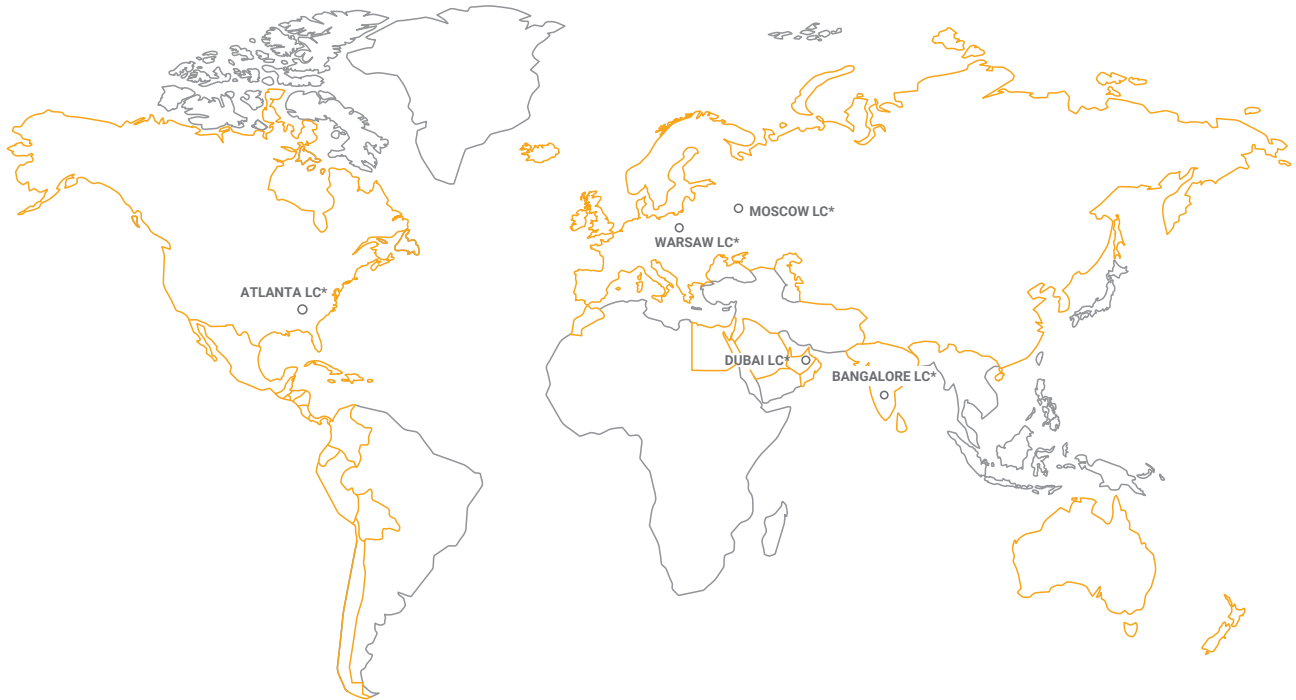 MOSCOW LC*
WARSAW LC*
ATLANTA LC*
DUBAI LC*
BANGALORE LC*